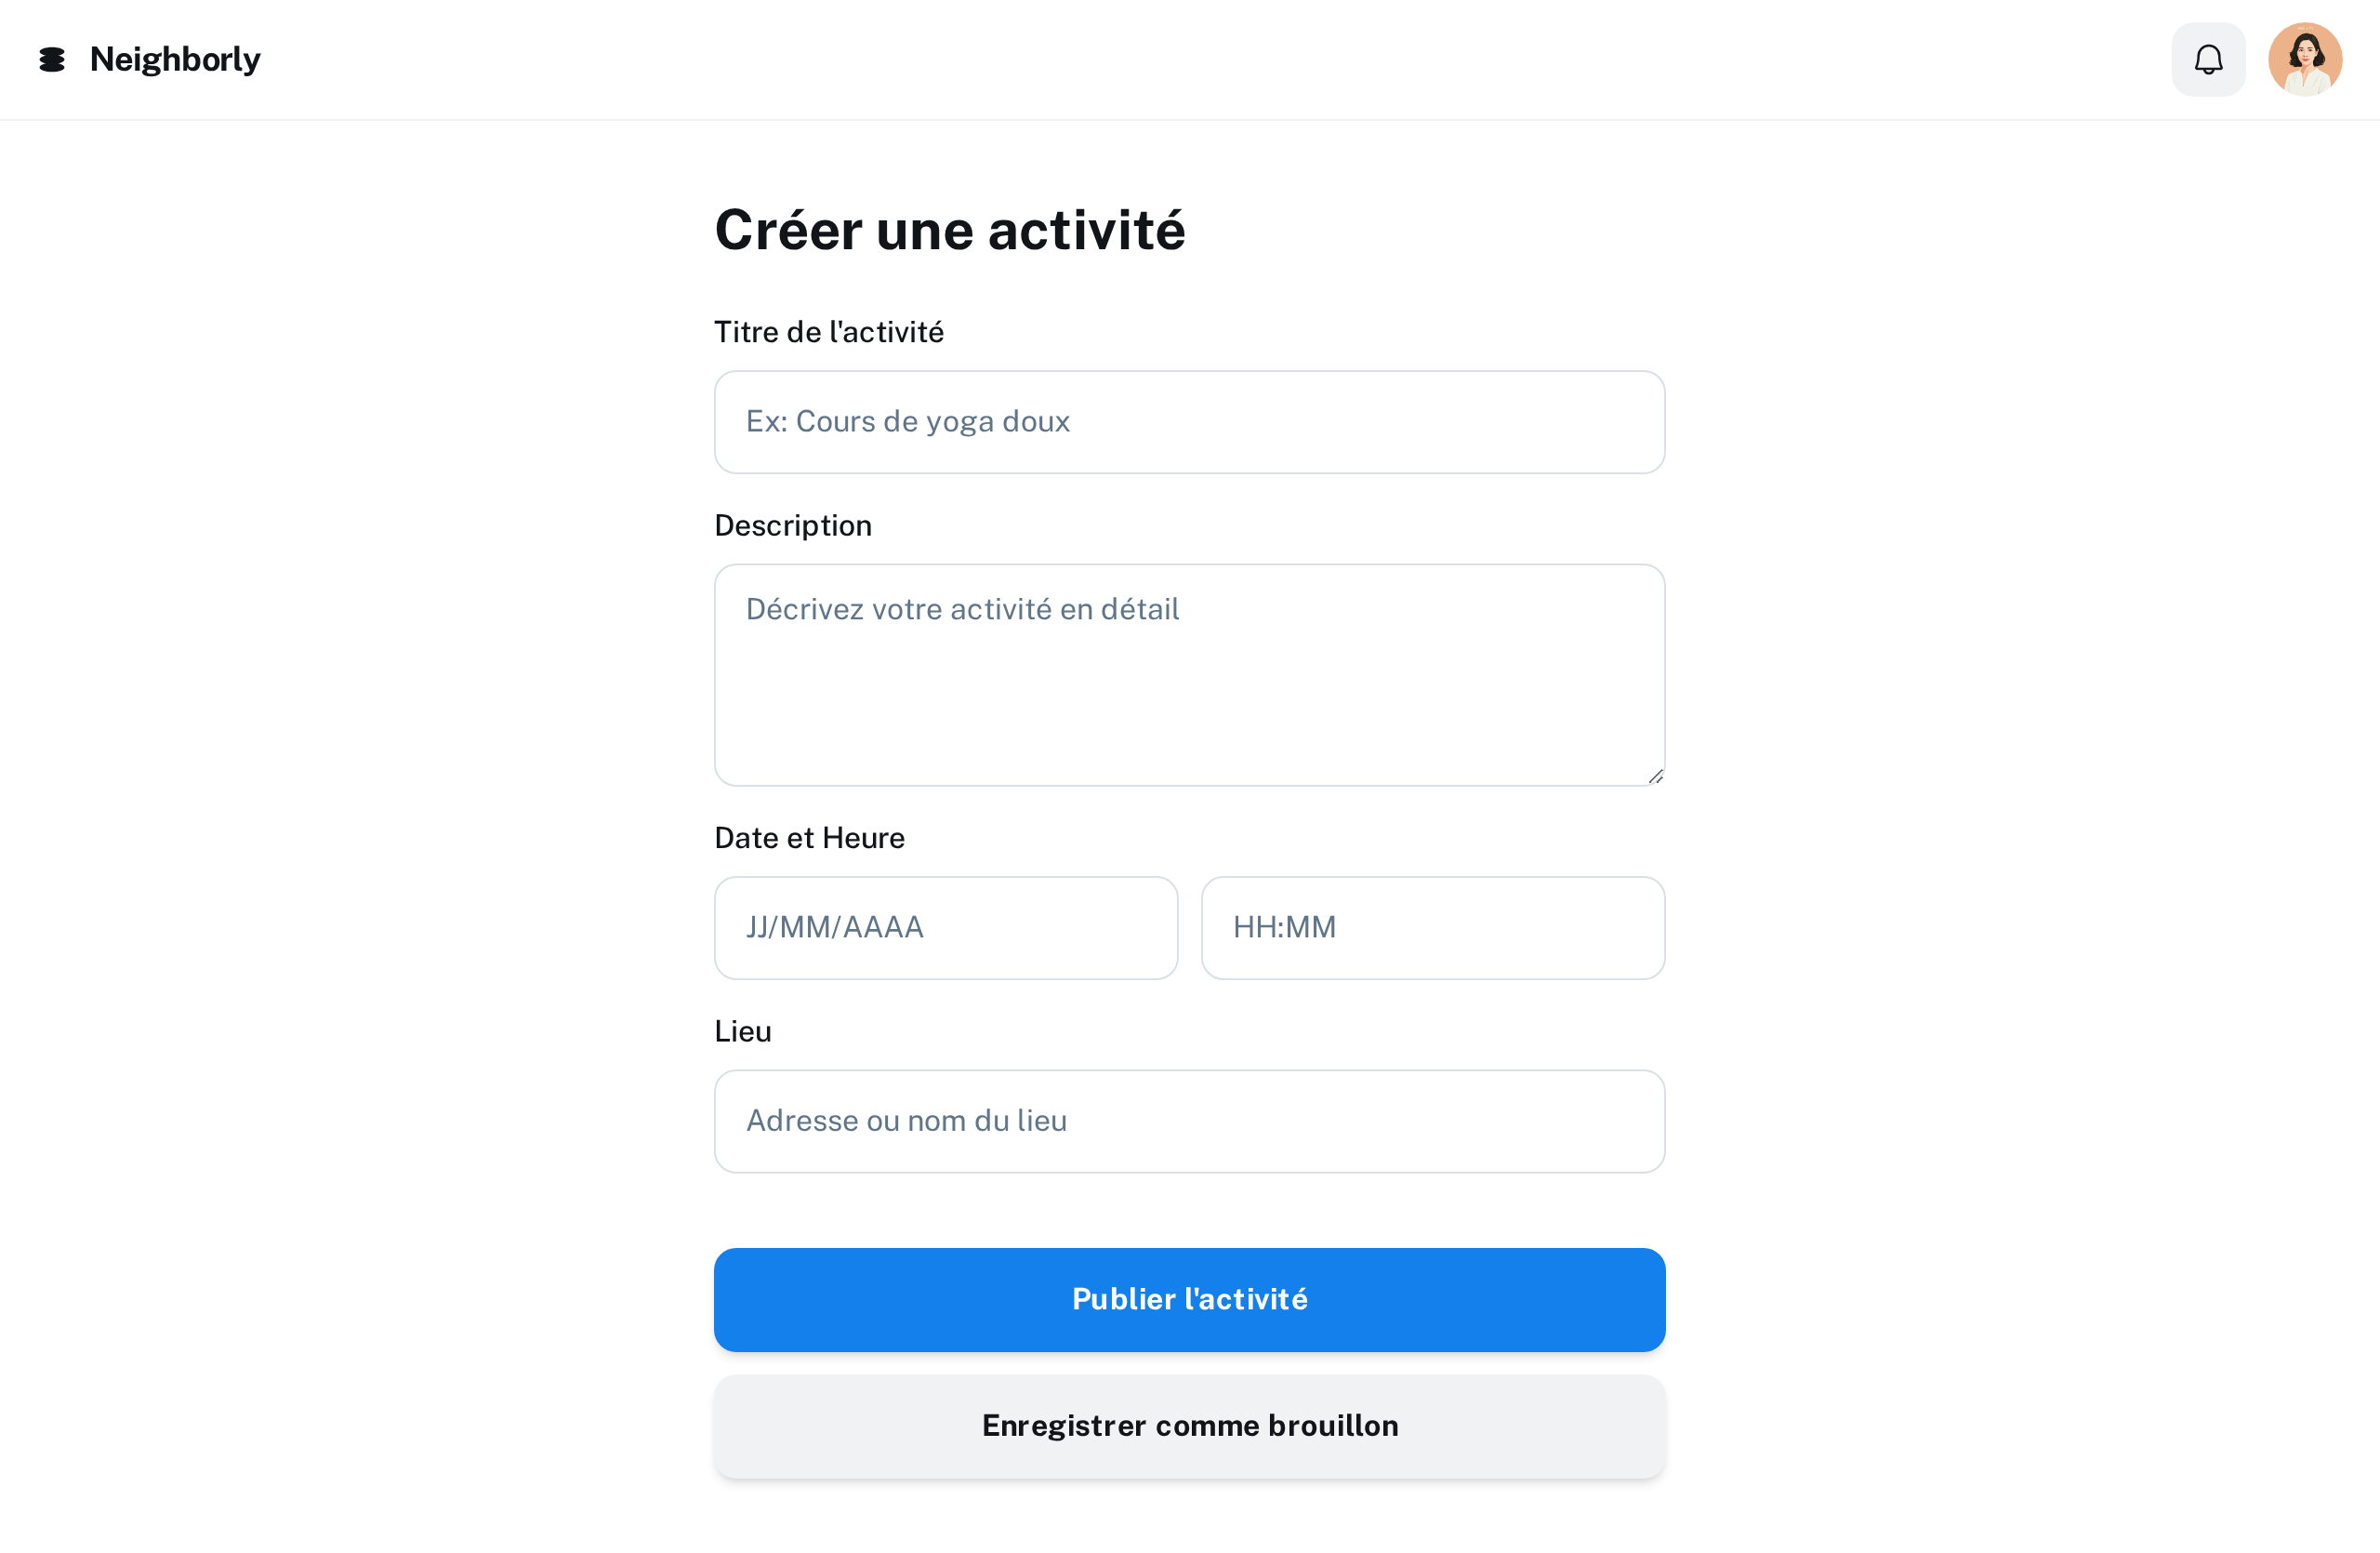 Neighborly
Créer une activité
Titre de l'activité
Ex: Cours de yoga doux
Description
Décrivez votre activité en détail
Date et Heure
JJ/MM/AAAA
HH:MM
Lieu
Adresse ou nom du lieu
Publier l'activité
Enregistrer comme brouillon